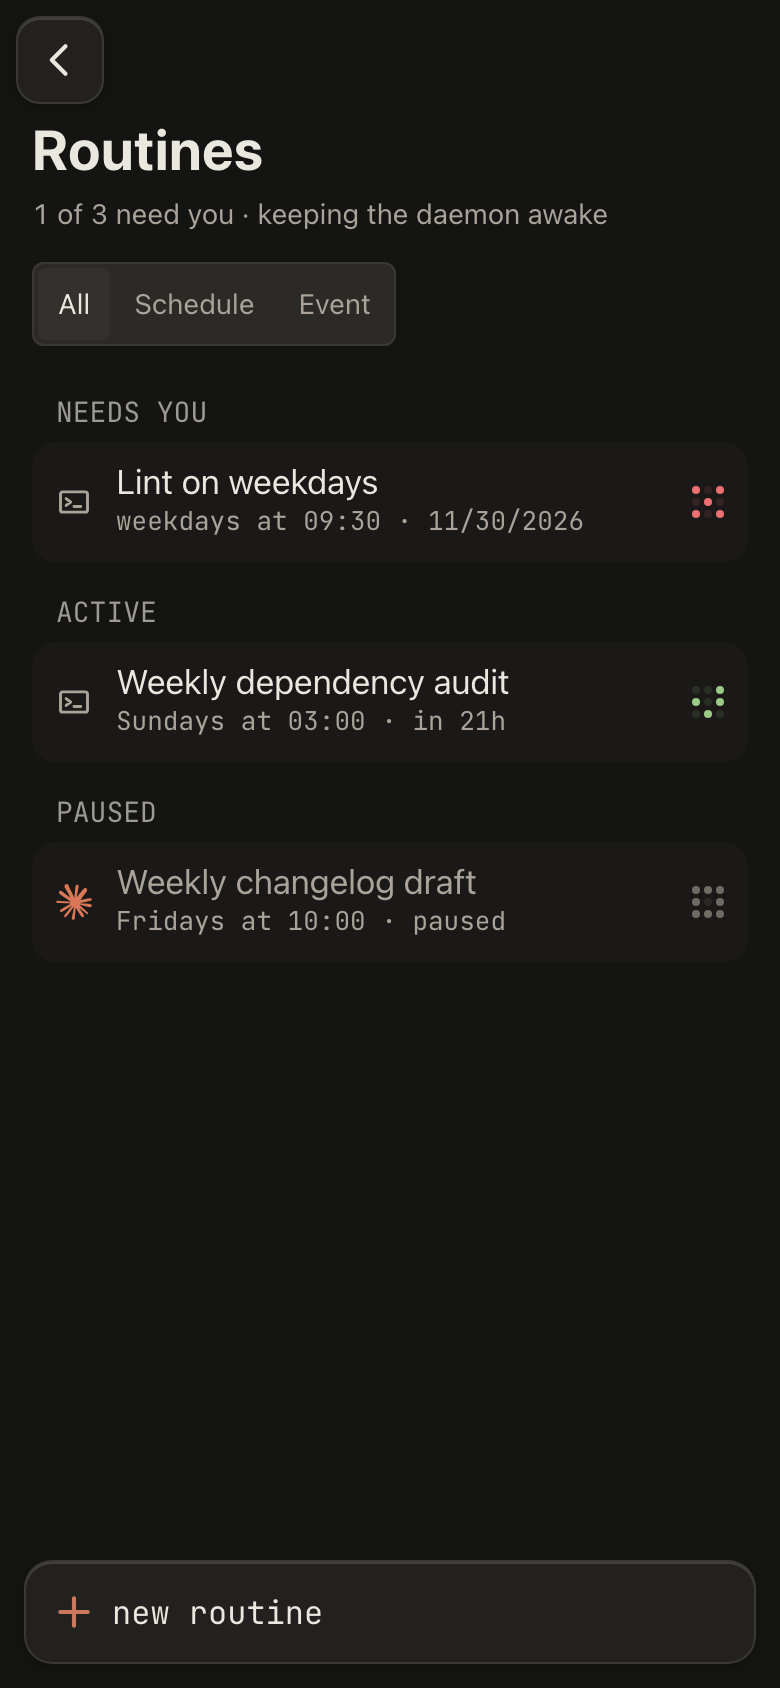 Routines
1 of 3 need you · keeping the daemon awake
All Schedule Event
NEEDS YOU
Lint on weekdays
weekdays at 09:30 · 11/30/2026
ACTIVE
Weekly dependency audit
Sundays at 03:00 · in 21h
PAUSED
Weekly changelog draft
Fridays at 10:00 · paused
new routine